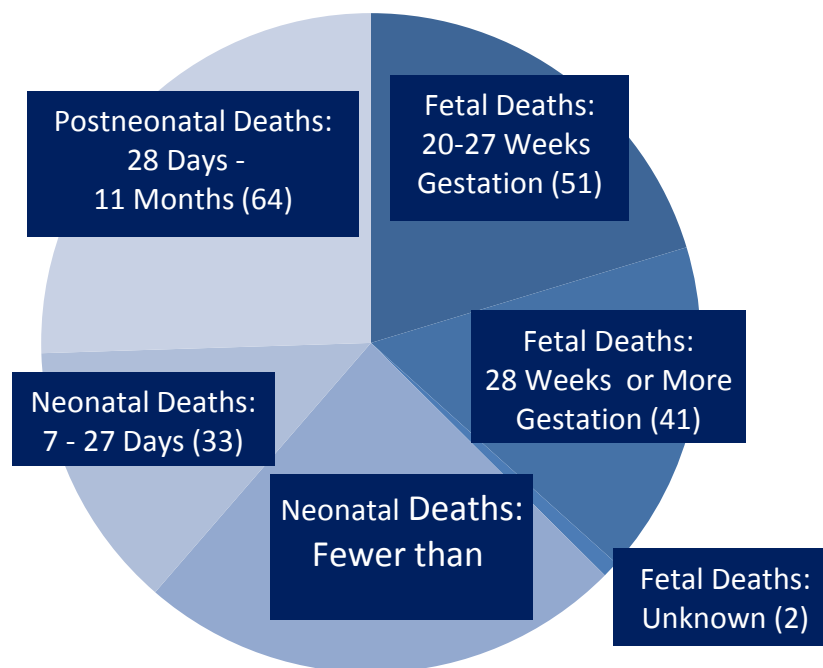 Postneonatal Deaths:
28 Days -
11 Months (64)
Fetal Deaths:
20-27 Weeks
Gestation (51)
Fetal Deaths:
28 Weeks or More
Gestation (41)
Neonatal Deaths:
7 - 27 Days (33)
Neonatal Deaths:
Fewer than
Fetal Deaths:
Unknown (2)